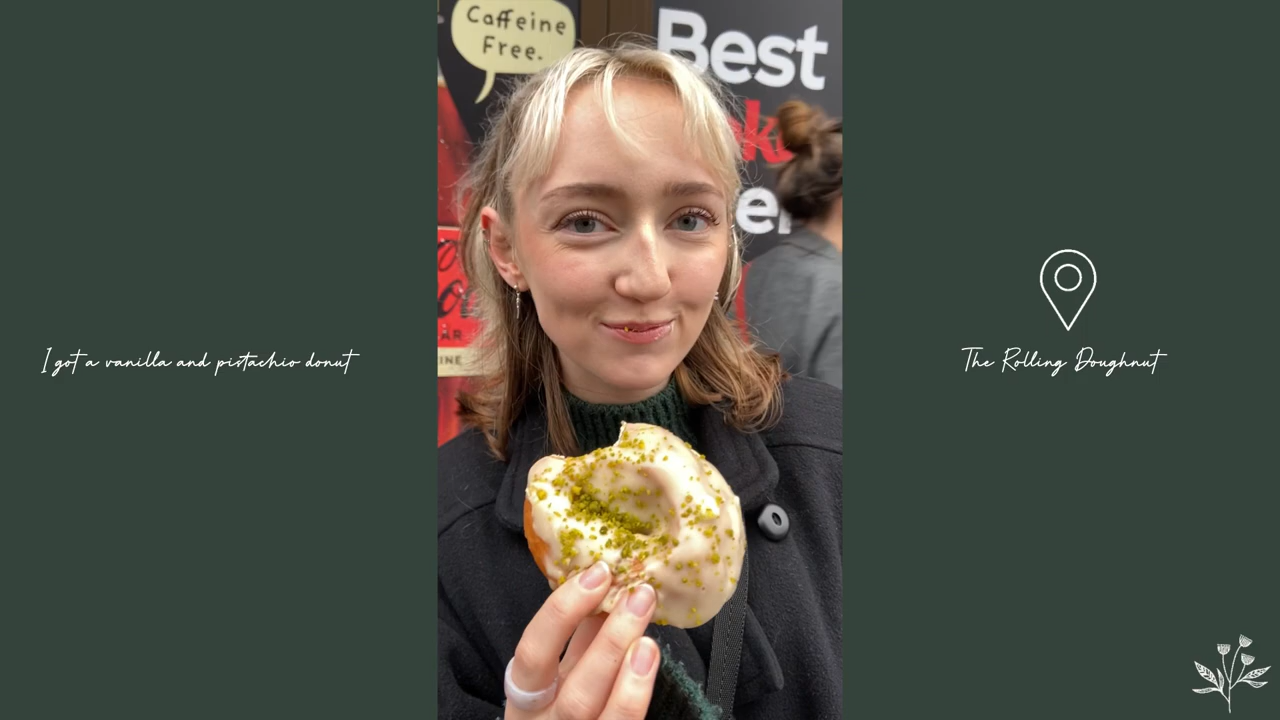 Caffeine
Free.
Best
I got a vanilla and pistachio donut
The Rolling Doughnut